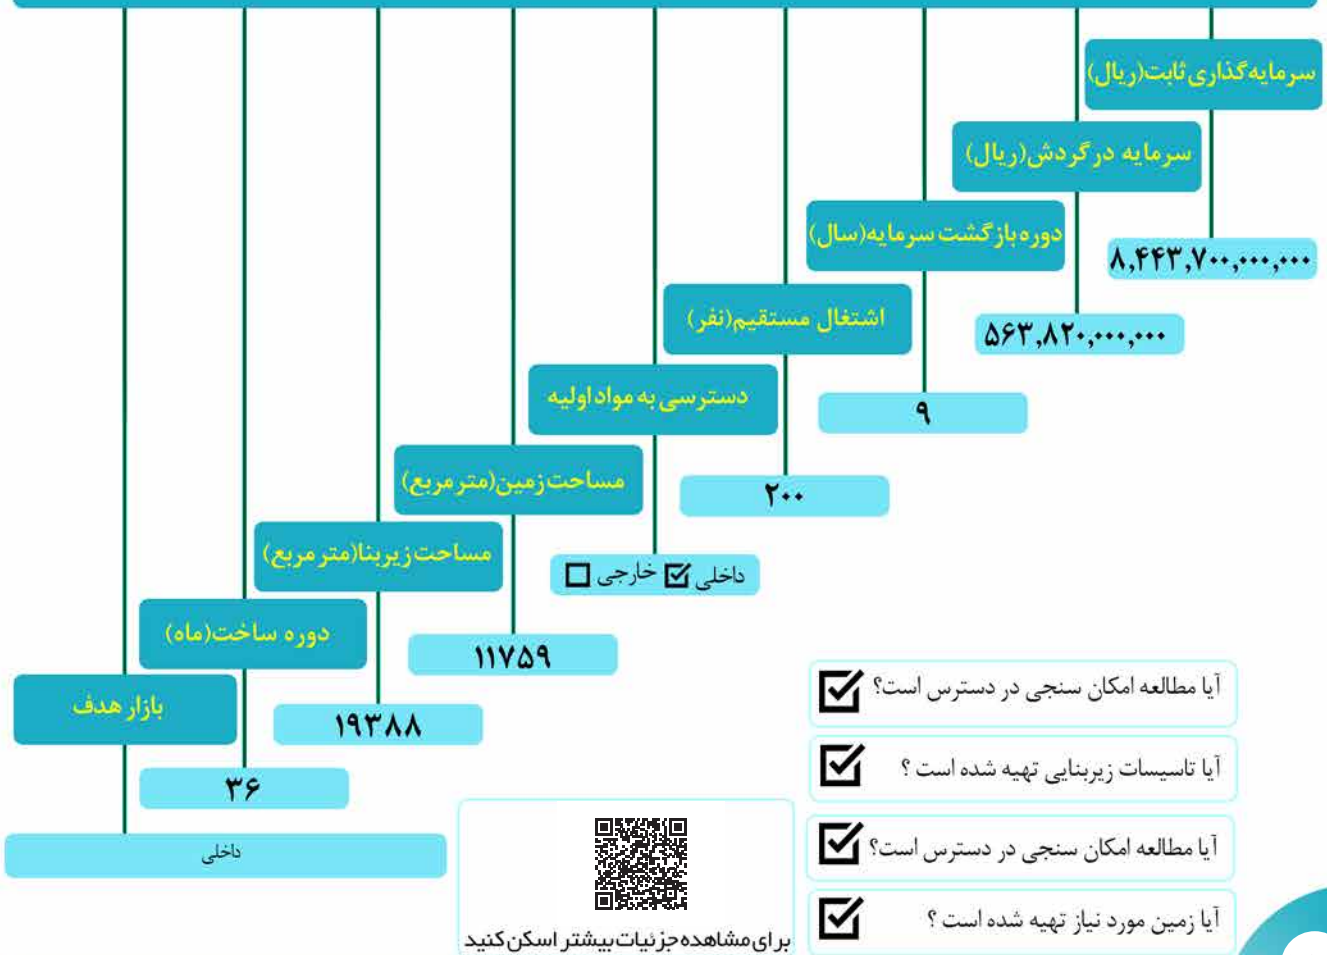 سرمایه‌گذاری ثابت(ریال)
۸,۴۴۳,۷۰۰,۰۰۰,۰۰۰
سرمایه در گردش(ریال)
۵۶۳,۸۲۰,۰۰۰,۰۰۰
دوره بازگشت سرمایه(سال)
۹
اشتغال مستقیم(نفر)
۲۰۰
دسترسی به مواد اولیه
داخلی ☑ خارجی ☐
مساحت زمین(متر مربع)
۱۱۷۵۹
مساحت زیربنا(متر مربع)
۱۹۳۸۸
دوره ساخت(ماه)
۳۶
بازار هدف
داخلی
آیا مطالعه امکان سنجی در دسترس است؟ ☑
آیا تاسیسات زیربنایی تهیه شده است ؟ ☑
آیا مطالعه امکان سنجی در دسترس است؟ ☑
آیا زمین مورد نیاز تهیه شده است ؟ ☑
برای مشاهده جزئیات بیشتر اسکن کنید